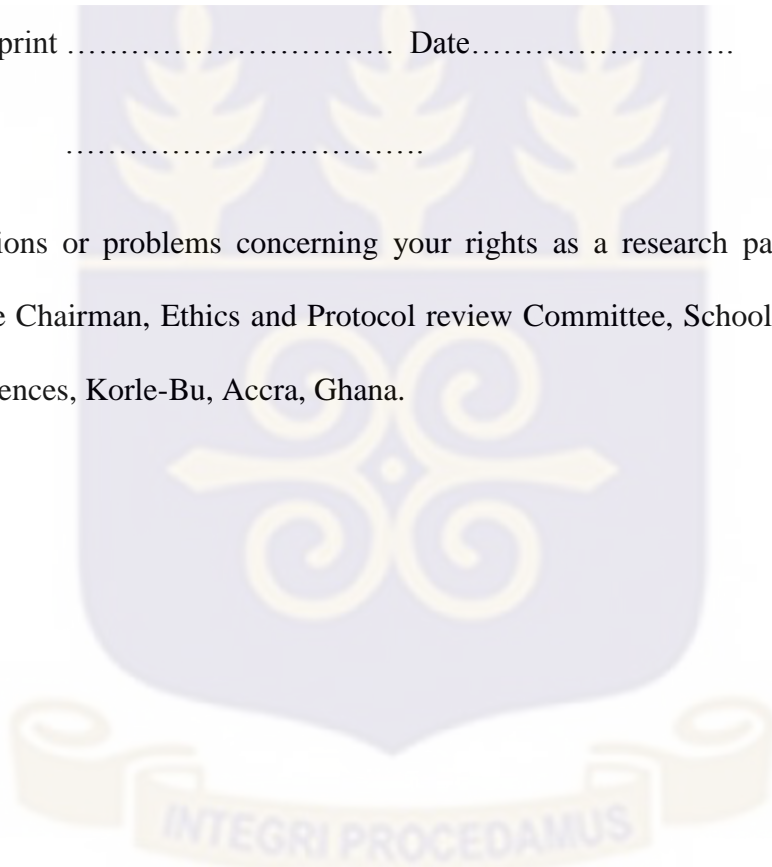 print …………………………. Date…………………….
…………………………….
ions or problems concerning your rights as a research pa
e Chairman, Ethics and Protocol review Committee, School
ences, Korle-Bu, Accra, Ghana.
INTEGRI PROCEDAMUS